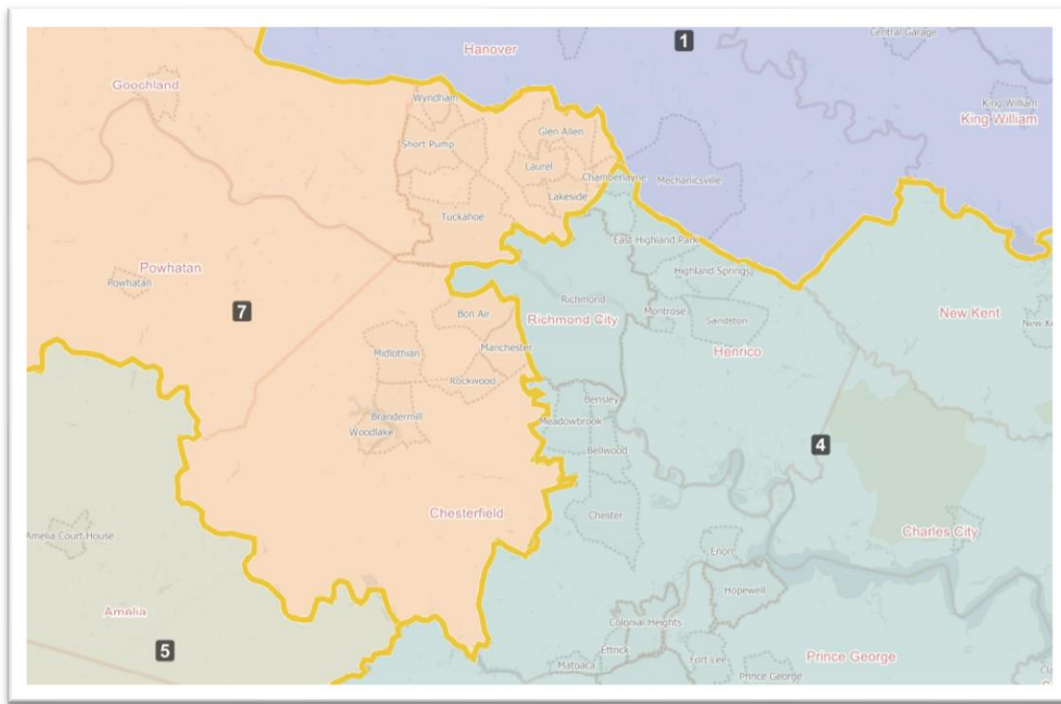 Hanover
1
Central Garage
Goochland
Wyndham
King William
King William
Glen Allen
Short Pump
Laurel
Chamberlayne
Mechanicsville
Lakeside
Tuckahoe
East Highland Park
Powhatan
Powhatan
Highland Springs
7
Richmond
Montrose
Bon Air
Richmond City
Sandston
New Kent
Midlothian
Manchester
Henrico
Rockwood
Brandermill
Bensley
Meadowbrook
Woodlake
4
Bellwood
Chesterfield
Chester
Amelia Court House
Charles City
Enon
Hopewell
Amelia
Colonial Heights
5
Ettrick
Matoaca
Fort Lee
Prince George
Prince George